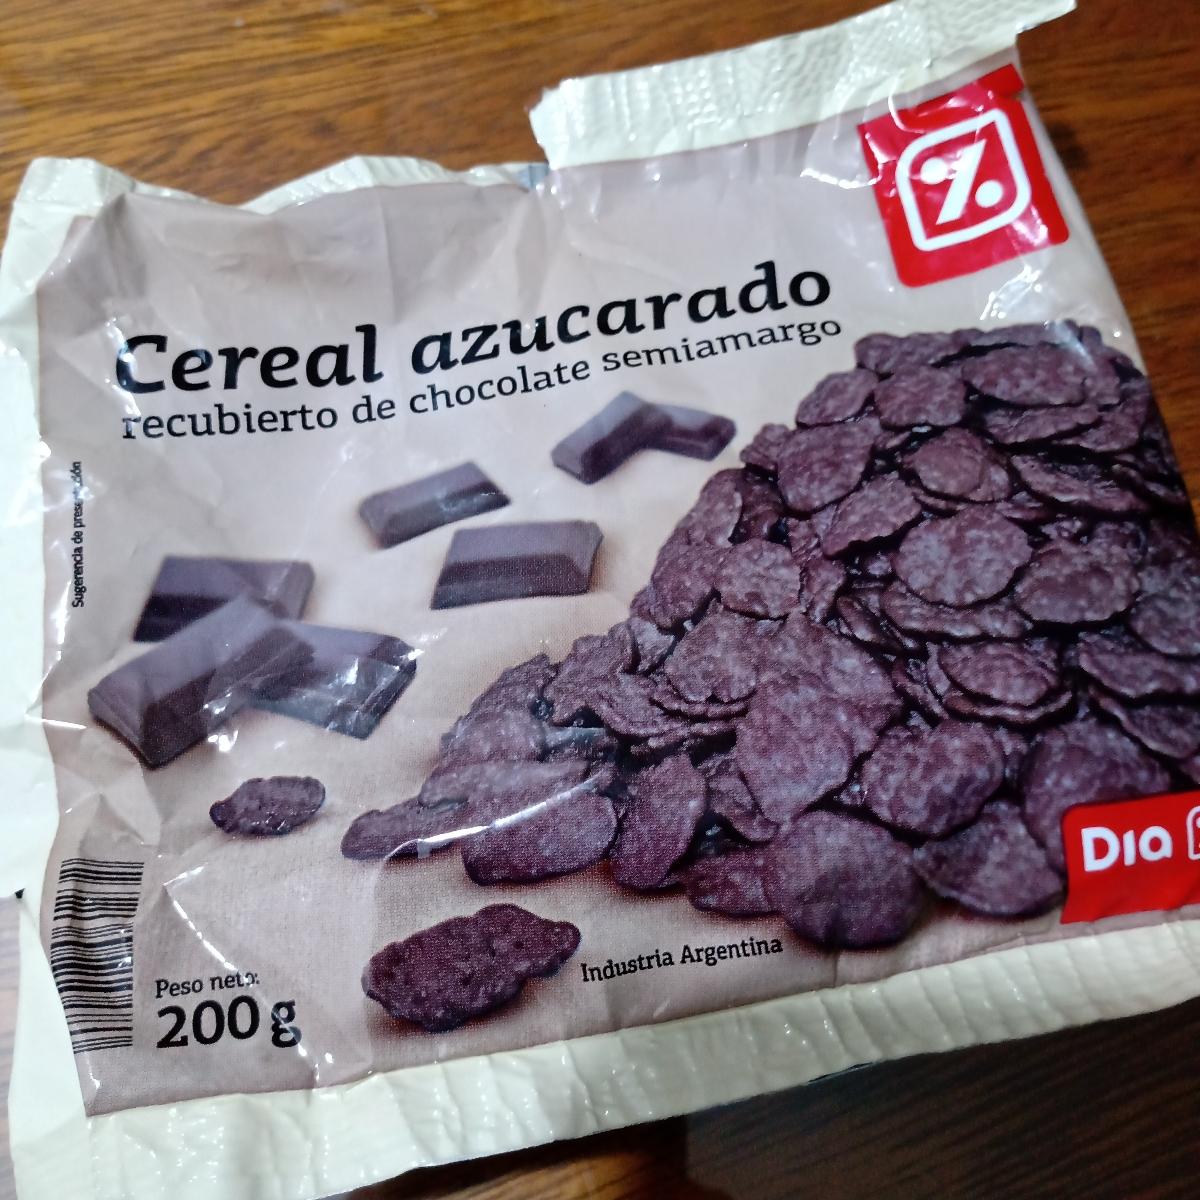 Cereal azucarado
recubierto de chocolate semiamargo
Sugerencia de presentación
Peso neto:
200 g
Industria Argentina
Dia %